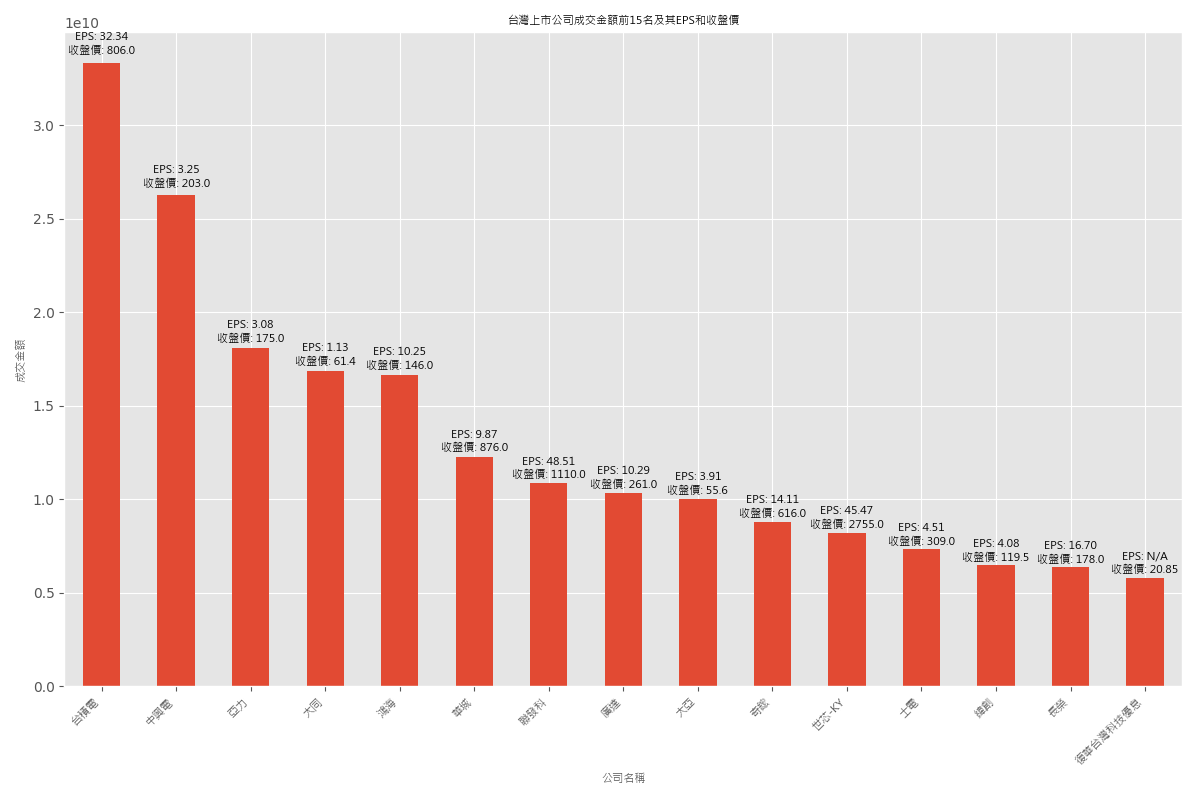 台灣上市公司成交金額前15名及其EPS和收盤價
1e10
EPS: 32.34
收盤價: 806.0
EPS: 3.25
收盤價: 203.0
EPS: 3.08
收盤價: 175.0
EPS: 1.13
收盤價: 61.4
EPS: 10.25
收盤價: 146.0
EPS: 9.87
收盤價: 876.0
EPS: 48.51
收盤價: 1110.0
EPS: 10.29
收盤價: 261.0
EPS: 3.91
收盤價: 55.6
EPS: 14.11
收盤價: 616.0
EPS: 45.47
收盤價: 2755.0
EPS: 4.51
收盤價: 309.0
EPS: 4.08
收盤價: 119.5
EPS: 16.70
收盤價: 178.0
EPS: N/A
收盤價: 20.85
3.0
2.5
2.0
1.5
1.0
0.5
0.0
成交金額
台積電
中興電
亞力
大同
鴻海
華城
聯發科
廣達
大亞
奇鋐
世芯-KY
士電
緯創
長榮
復華台灣科技優息
公司名稱